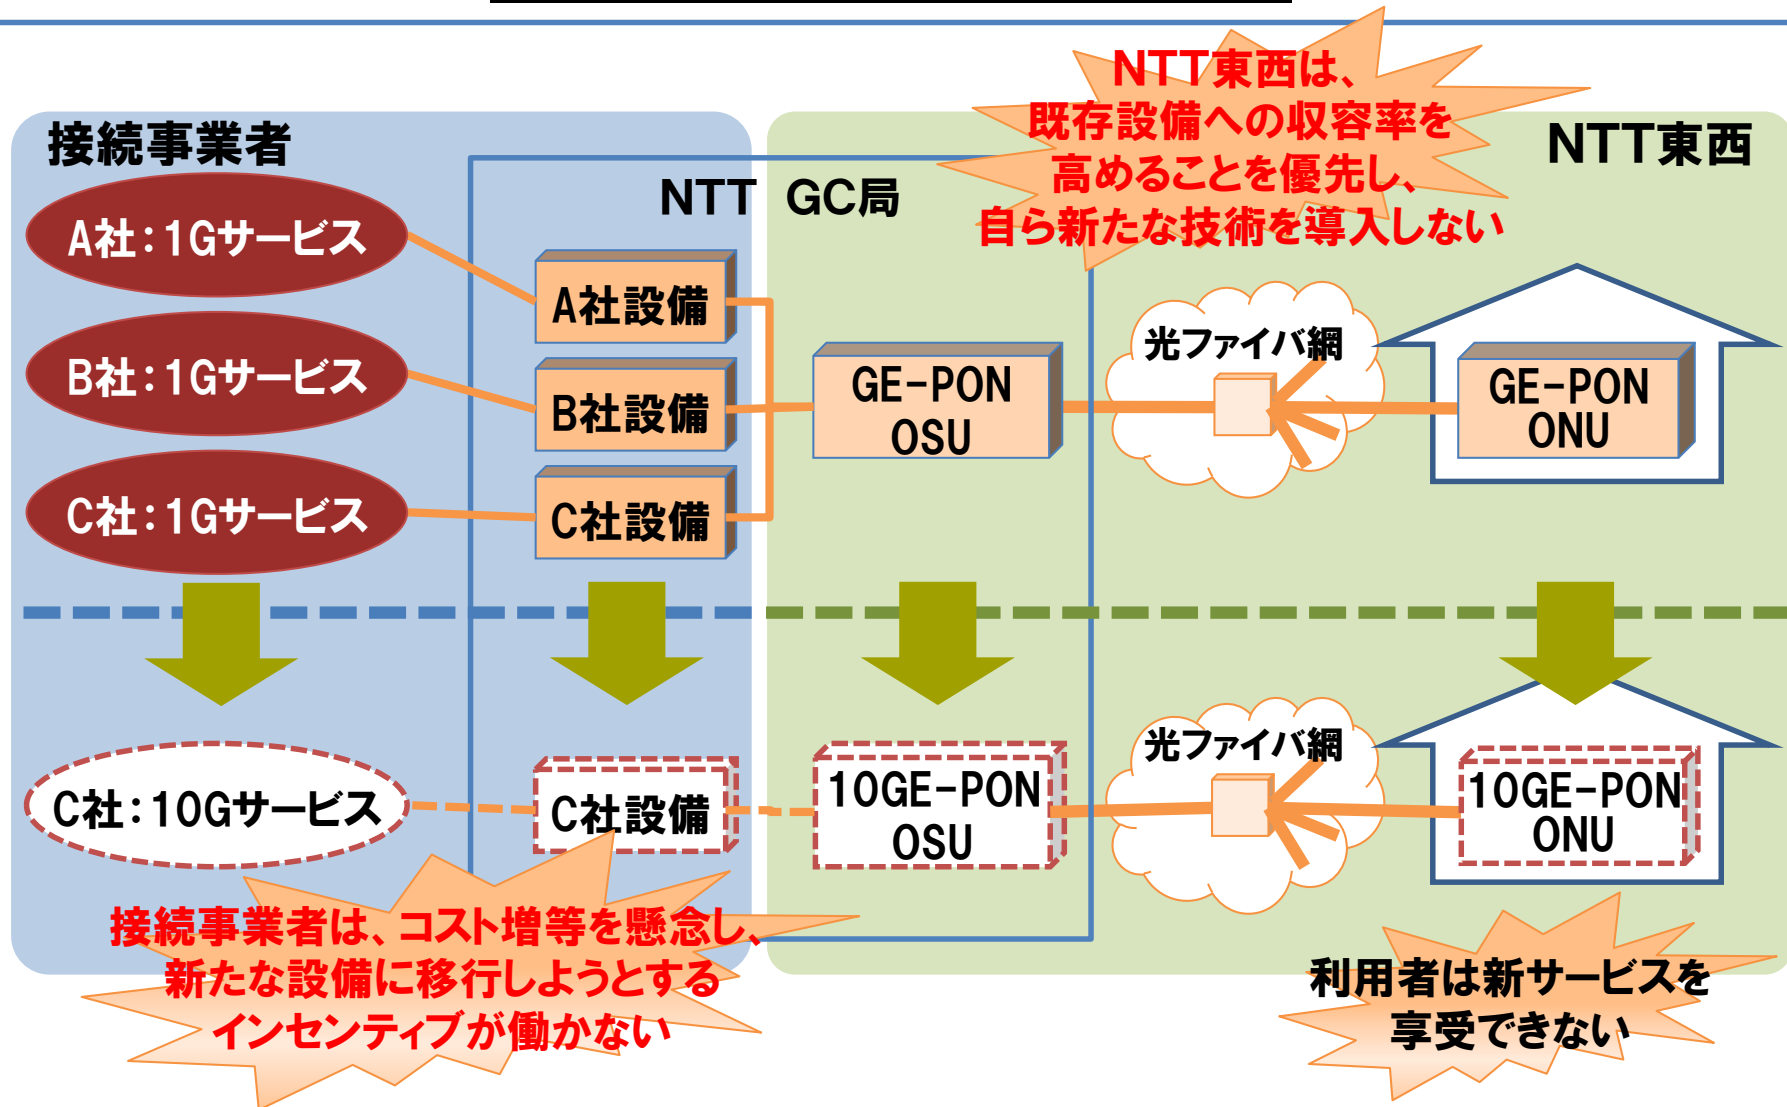 NTT東西は、
既存設備への収容率を
高めることを優先し、
自ら新たな技術を導入しない
接続事業者
NTT GC局
NTT東西
A社：1Gサービス
A社設備
B社：1Gサービス
B社設備
C社：1Gサービス
C社設備
GE-PON
OSU
光ファイバ網
GE-PON
ONU
C社：10Gサービス
C社設備
10GE-PON
OSU
光ファイバ網
10GE-PON
ONU
接続事業者は、コスト増等を懸念し、
新たな設備に移行しようとする
インセンティブが働かない
利用者は新サービスを
享受できない